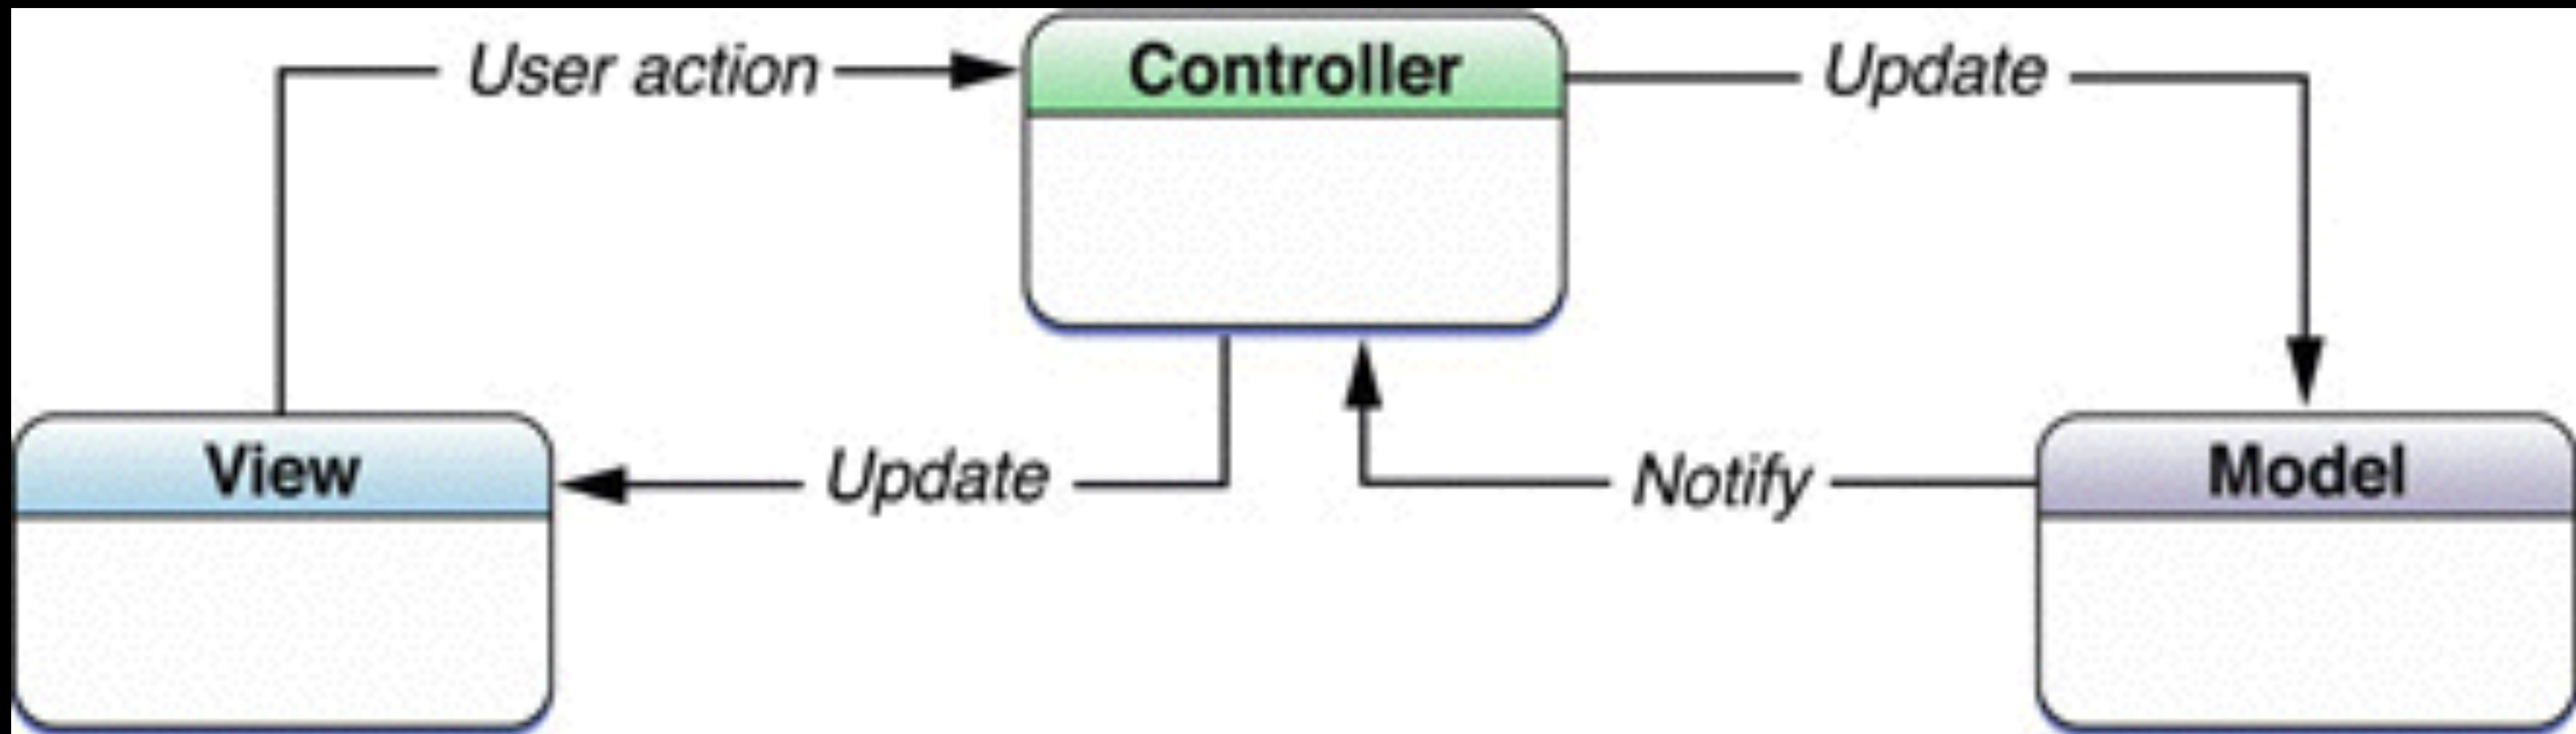 User action
Controller
Update
View
Update
Notify
Model